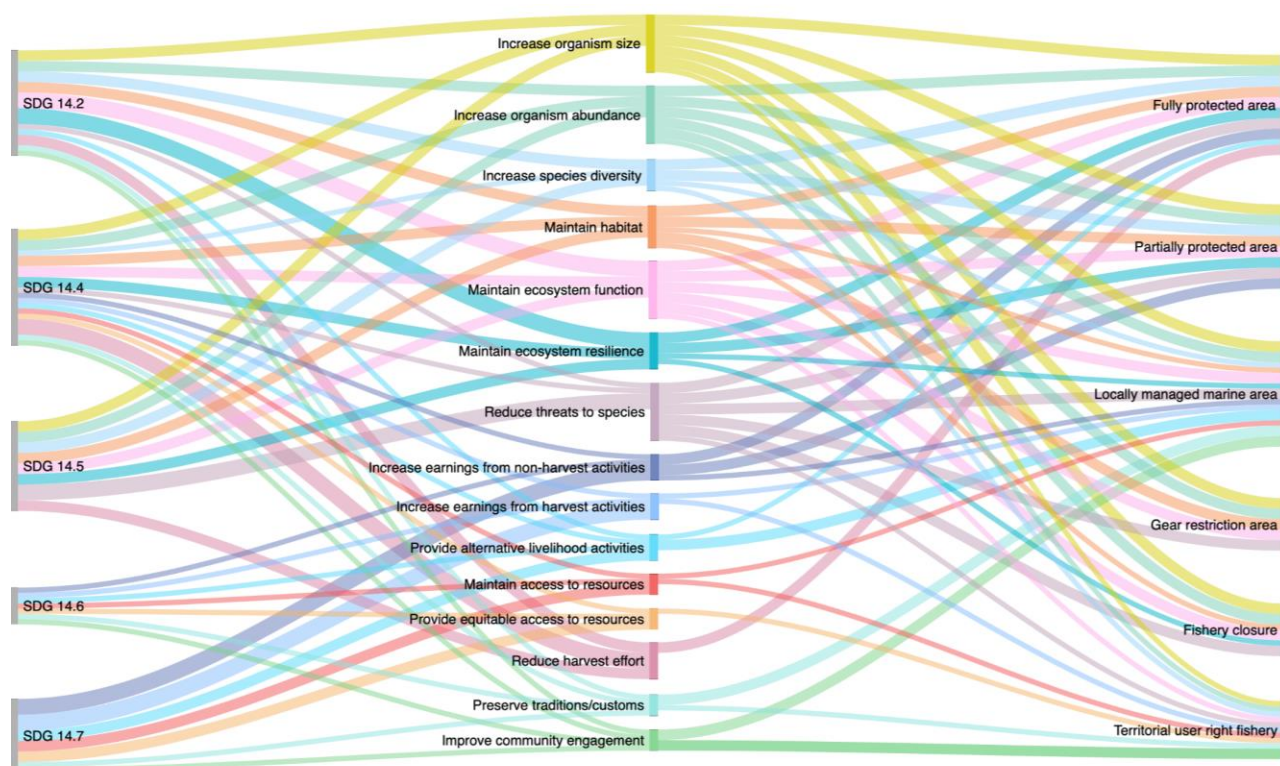 SDG 14.2
SDG 14.4
SDG 14.5
SDG 14.6
SDG 14.7
Increase organism size
Increase organism abundance
Increase species diversity
Maintain habitat
Maintain ecosystem function
Maintain ecosystem resilience
Reduce threats to species
Increase earnings from non-harvest activities
Increase earnings from harvest activities
Provide alternative livelihood activities
Maintain access to resources
Provide equitable access to resources
Reduce harvest effort
Preserve traditions/customs
Improve community engagement
Fully protected area
Partially protected area
Locally managed marine area
Gear restriction area
Fishery closure
Territorial user right fishery